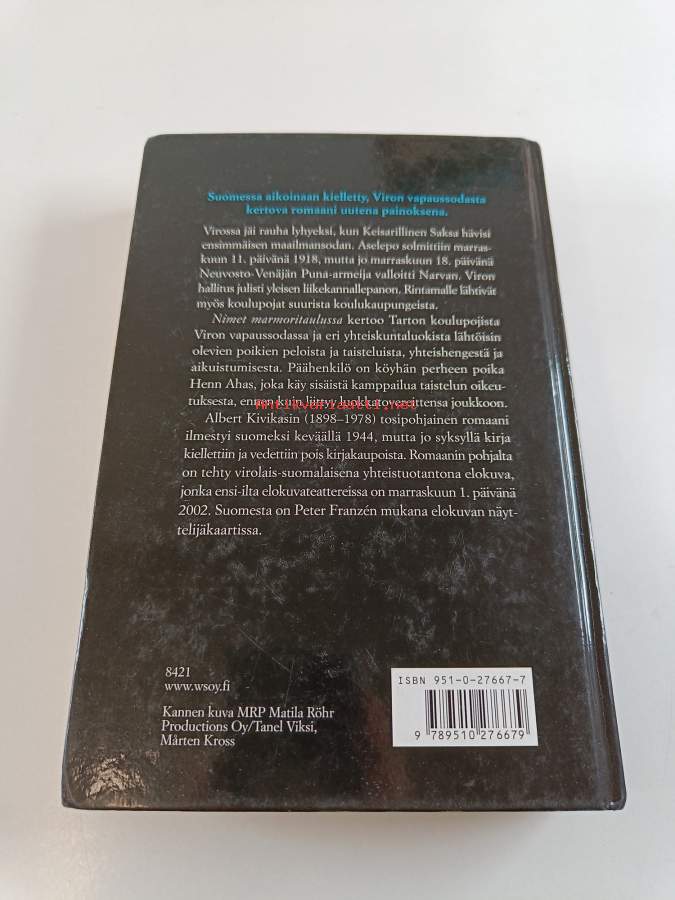 Suomessa aikoinaan kielletty, Viron vapaussodasta
kertova romaani uutena painoksena.
Virossa jäi rauha lyhyeksi, kun Keisarillinen Saksa hävisi
ensimmäisen maailmansodan. Aselepo solmittiin marras-
kuun 11. päivänä 1918, mutta jo marraskuun 18. päivänä
Neuvosto-Venäjän Puna-armeija valloitti Narvan. Viron
hallitus julisti yleisen liikekannallepanon. Rintamalle lähtivät
myös koulupojat suurista koulukaupungeista.
Nimet marmoritaulussa kertoo Tarton koulupojista
Viron vapaussodassa ja eri yhteiskuntaluokista lähtöisin
olevien poikien peloista ja taisteluista, yhteishengestä ja
aikuistumisesta. Päähenkilö on köyhän perheen poika
Henn Ahas, joka käy sisäistä kamppailua taistelun oikeu-
tuksesta, ennen kuin liittyy luokkatovereittensa joukkoon.
Antikvariaatti.net
Albert Kivikasin (1898–1978) tosipohjainen romaani
ilmestyi suomeksi keväällä 1944, mutta jo syksyllä kirja
kiellettiin ja vedettiin pois kirjakaupoista. Romaanin pohjalta
on tehty virolais-suomalaisena yhteistuotantona elokuva,
jonka ensi-ilta elokuvateattereissa on marraskuun 1. päivänä
2002. Suomesta on Peter Franzén mukana elokuvan näyt-
telijäkaartissa.
8421
www.wsoy.fi
Kannen kuva MRP Matila Röhr
Productions Oy/Tanel Viksi,
Mårten Kross
ISBN 951-0-27667-7
9 789510 276679